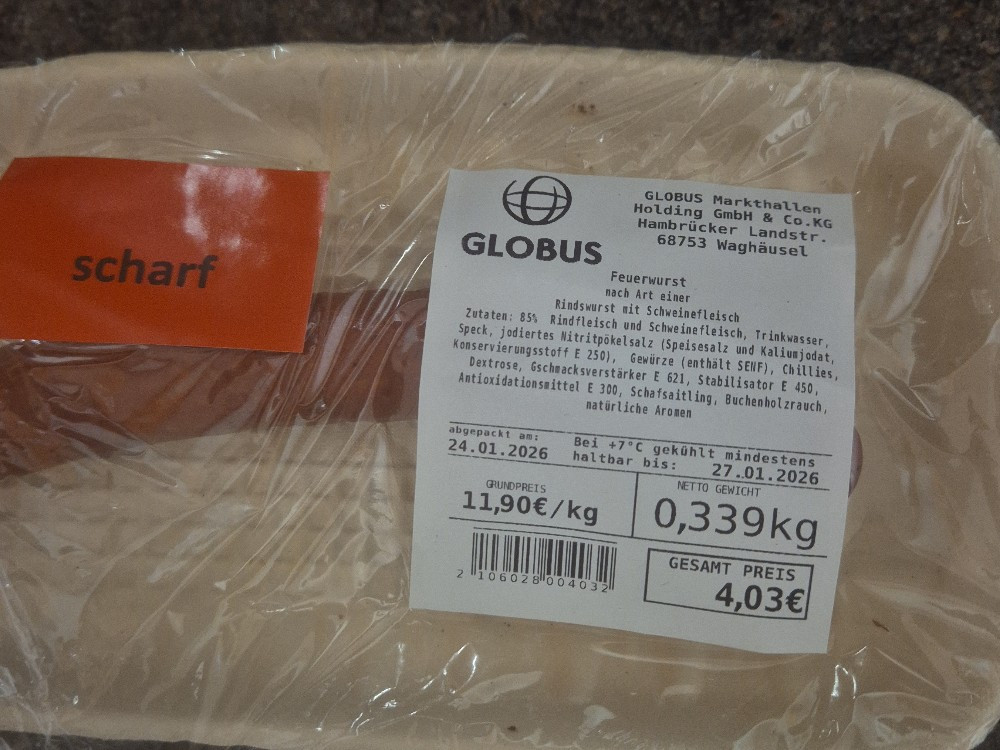 scharf
GLOBUS
GLOBUS Markthallen
Holding GmbH & Co.KG
Hambrücker Landstr.
68753 Waghäusel
Feuerwurst
nach Art einer
Rindswurst mit Schweinefleisch
Zutaten: 85% Rindfleisch und Schweinefleisch, Trinkwasser,
Speck, jodiertes Nitritpökelsalz (Speisesalz und Kaliumjodat,
Konservierungsstoff E 250), Gewürze (enthält SENF), Chillies,
Dextrose, Geschmacksverstärker E 621, Stabilisator E 450,
Antioxidationsmittel E 300, Schafsaitling, Buchenholzrauch,
natürliche Aromen
abgepackt am:
24.01.2026
Bei +7°C gekühlt mindestens
haltbar bis: 27.01.2026
GRUNDPREIS
11,90€/kg
NETTO GEWICHT
0,339kg
2 106028 004032
GESAMT PREIS
4,03€